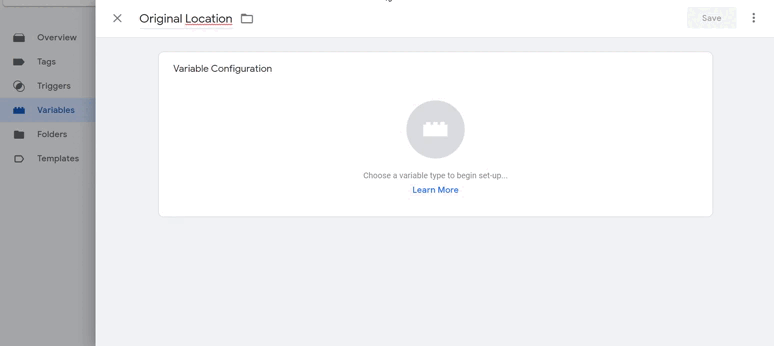 Original Location
Save
Overview
Tags
Triggers
Variables
Folders
Templates
Variable Configuration
Choose a variable type to begin set-up...
Learn More